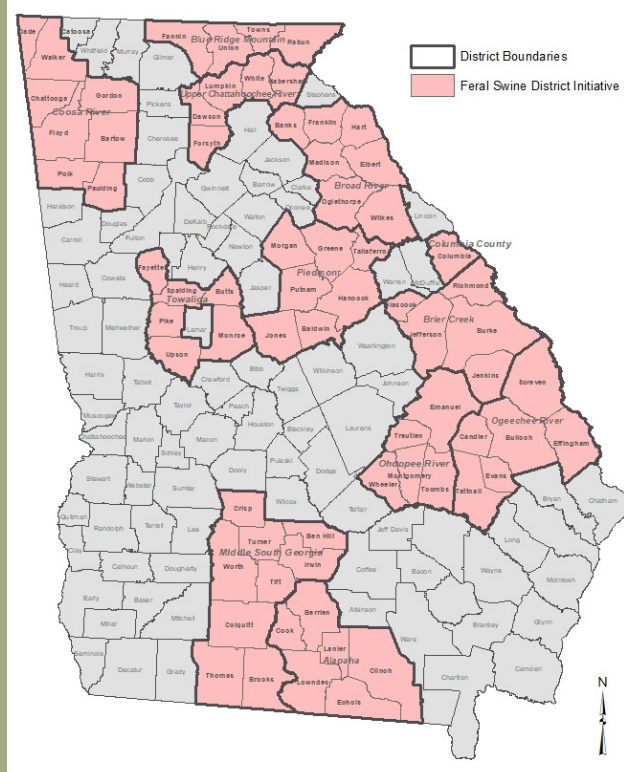 District Boundaries
Feral Swine District Initiative
Dade
Catoosa
Walker
Whitfield
Murray
Fannin
Towns
Union
Rabun
Blue Ridge Mountain
Gilmer
Chattooga
Gordon
Coosa River
Floyd
Bartow
Polk
Paulding
Pickens
Cherokee
Lumpkin
White
Habersham
Upper Chattahoochee River
Dawson
Forsyth
Stephens
Hall
Banks
Franklin
Hart
Madison
Elbert
Broad River
Oglethorpe
Wilkes
Jackson
Barrow
Clarke
Oconee
Lincoln
Haralson
Cobb
Gwinnett
Walton
DeKalb
Rockdale
Newton
Douglas
Fulton
Carroll
Henry
Morgan
Greene
Taliaferro
Piedmont
Putnam
Hancock
Jones
Baldwin
Jasper
Columbia County
Columbia
Warren
McDuffie
Richmond
Glascock
Brier Creek
Jefferson
Burke
Jenkins
Fayette
Spalding
Butts
Towaliga
Pike
Lamar
Monroe
Upson
Heard
Coweta
Troup
Meriwether
Washington
Wilkinson
Johnson
Screven
Ogeechee River
Candler
Bulloch
Effingham
Evans
Tattnall
Emanuel
Treutlen
Ohoopee River
Montgomery
Wheeler
Toombs
Harris
Talbot
Crawford
Bibb
Twiggs
Taylor
Peach
Houston
Bleckley
Laurens
Muscogee
Chattahoochee
Marion
Macon
Schley
Dooly
Pulaski
Dodge
Stewart
Webster
Sumter
Wilcox
Telfair
Quitman
Randolph
Terrell
Lee
Clay
Calhoun
Dougherty
Crisp
Turner
Ben Hill
Middle South Georgia
Worth
Irwin
Tift
Colquitt
Thomas
Brooks
Early
Baker
Miller
Mitchell
Seminole
Decatur
Grady
Berrien
Cook
Lanier
Alapaha
Lowndes
Clinch
Echols
Jeff Davis
Coffee
Bacon
Atkinson
Ware
Bryan
Chatham
Long
Wayne
McIntosh
Brantley
Glynn
Charlton
Camden
N